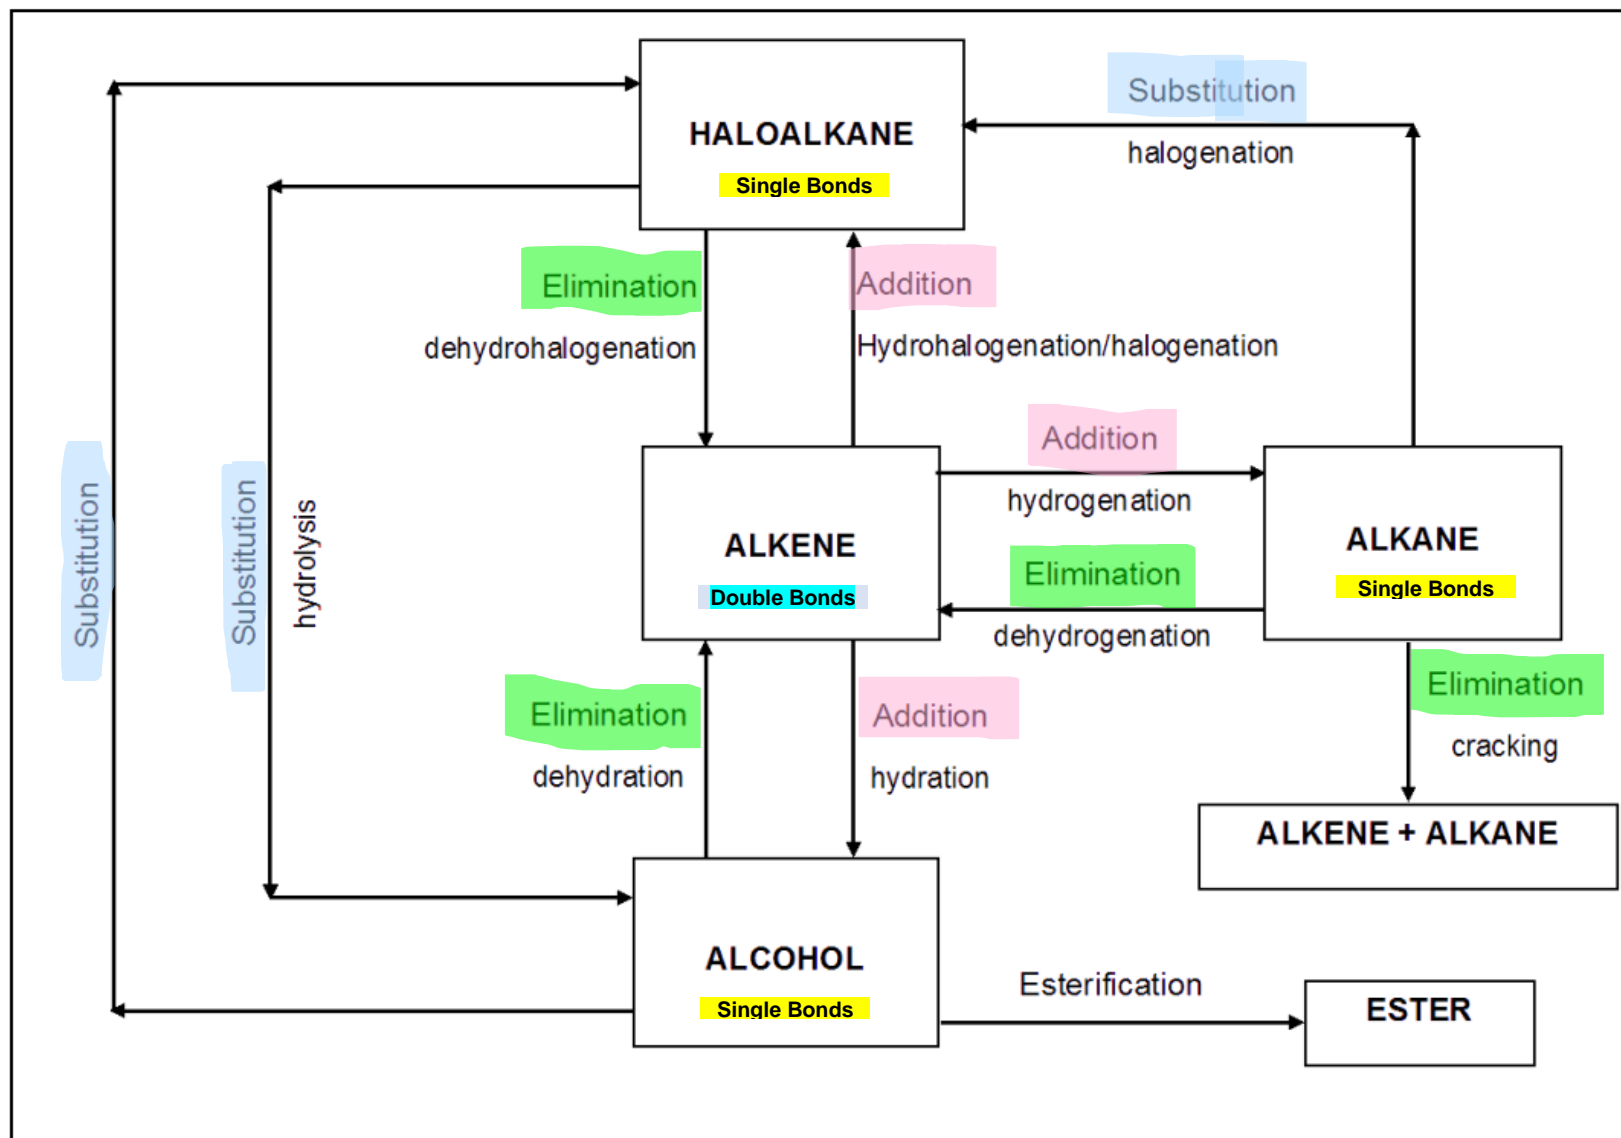 Substitution
halogenation
HALOALKANE
Single Bonds
Elimination
dehydrohalogenation
Addition
Hydrohalogenation/halogenation
Substitution
Substitution
hydrolysis
ALKENE
Double Bonds
Addition
hydrogenation
Elimination
dehydrogenation
ALKANE
Single Bonds
Elimination
dehydration
Addition
hydration
Elimination
cracking
ALKENE + ALKANE
ALCOHOL
Single Bonds
Esterification
ESTER